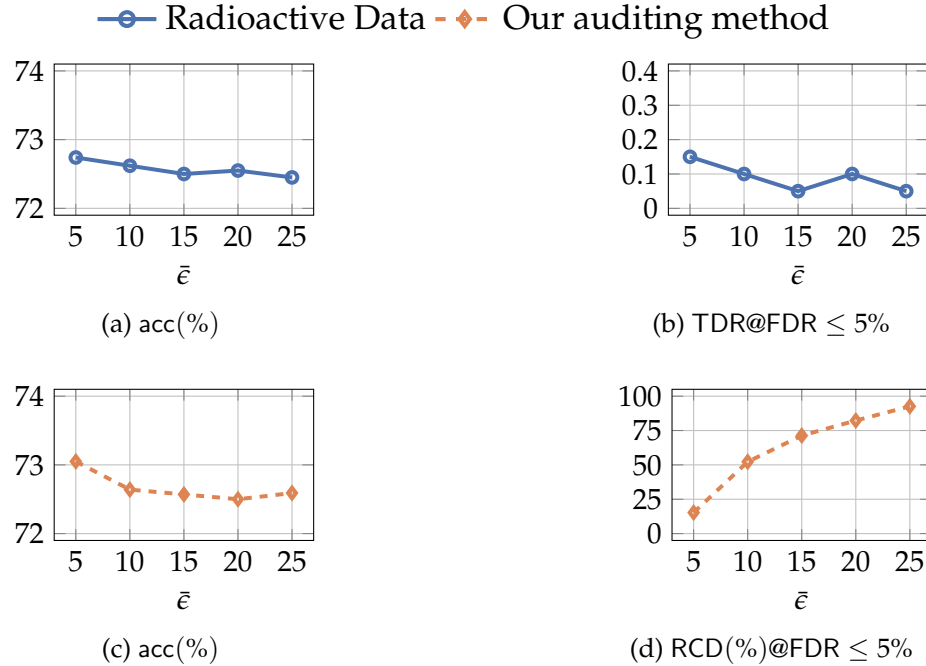 Radioactive Data Our auditing method
74
73
72
5 10 15 20 25
ϵ̄
(a) acc(%)
0.4
0.3
0.2
0.1
0
5 10 15 20 25
ϵ̄
(b) TDR@FDR ≤ 5%
74
73
72
5 10 15 20 25
ϵ̄
(c) acc(%)
100
75
50
25
0
5 10 15 20 25
ϵ̄
(d) RCD(%)@FDR ≤ 5%